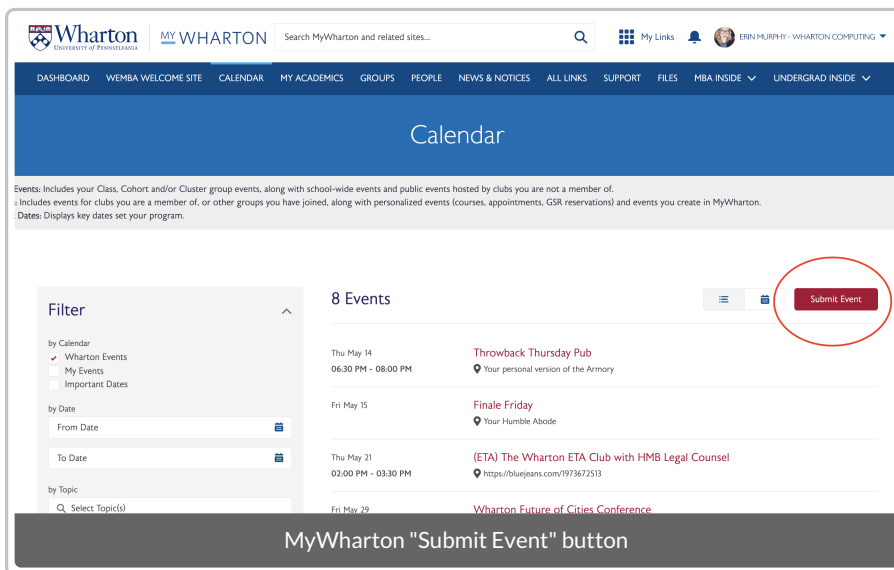 Wharton
UNIVERSITY of PENNSYLVANIA
MY WHARTON
Search MyWharton and related sites...
My Links
ERIN MURPHY - WHARTON COMPUTING
DASHBOARD WEMBA WELCOME SITE CALENDAR MY ACADEMICS GROUPS PEOPLE NEWS & NOTICES ALL LINKS SUPPORT FILES MBA INSIDE UNDERGRAD INSIDE
Calendar
Events: Includes your Class, Cohort and/or Cluster group events, along with school-wide events and public events hosted by clubs you are not a member of.
: Includes events for clubs you are a member of, or other groups you have joined, along with personalized events (courses, appointments, GSR reservations) and events you create in MyWharton.
Dates: Displays key dates set your program.
Filter
by Calendar
Wharton Events
My Events
Important Dates
by Date
From Date
To Date
by Topic
Select Topic(s)
8 Events
Submit Event
Thu May 14
06:30 PM - 08:00 PM
Throwback Thursday Pub
Your personal version of the Armory
Fri May 15
Finale Friday
Your Humble Abode
Thu May 21
02:00 PM - 03:30 PM
(ETA) The Wharton ETA Club with HMB Legal Counsel
https://bluejeans.com/1973672513
Fri May 29
Wharton Future of Cities Conference
MyWharton "Submit Event" button